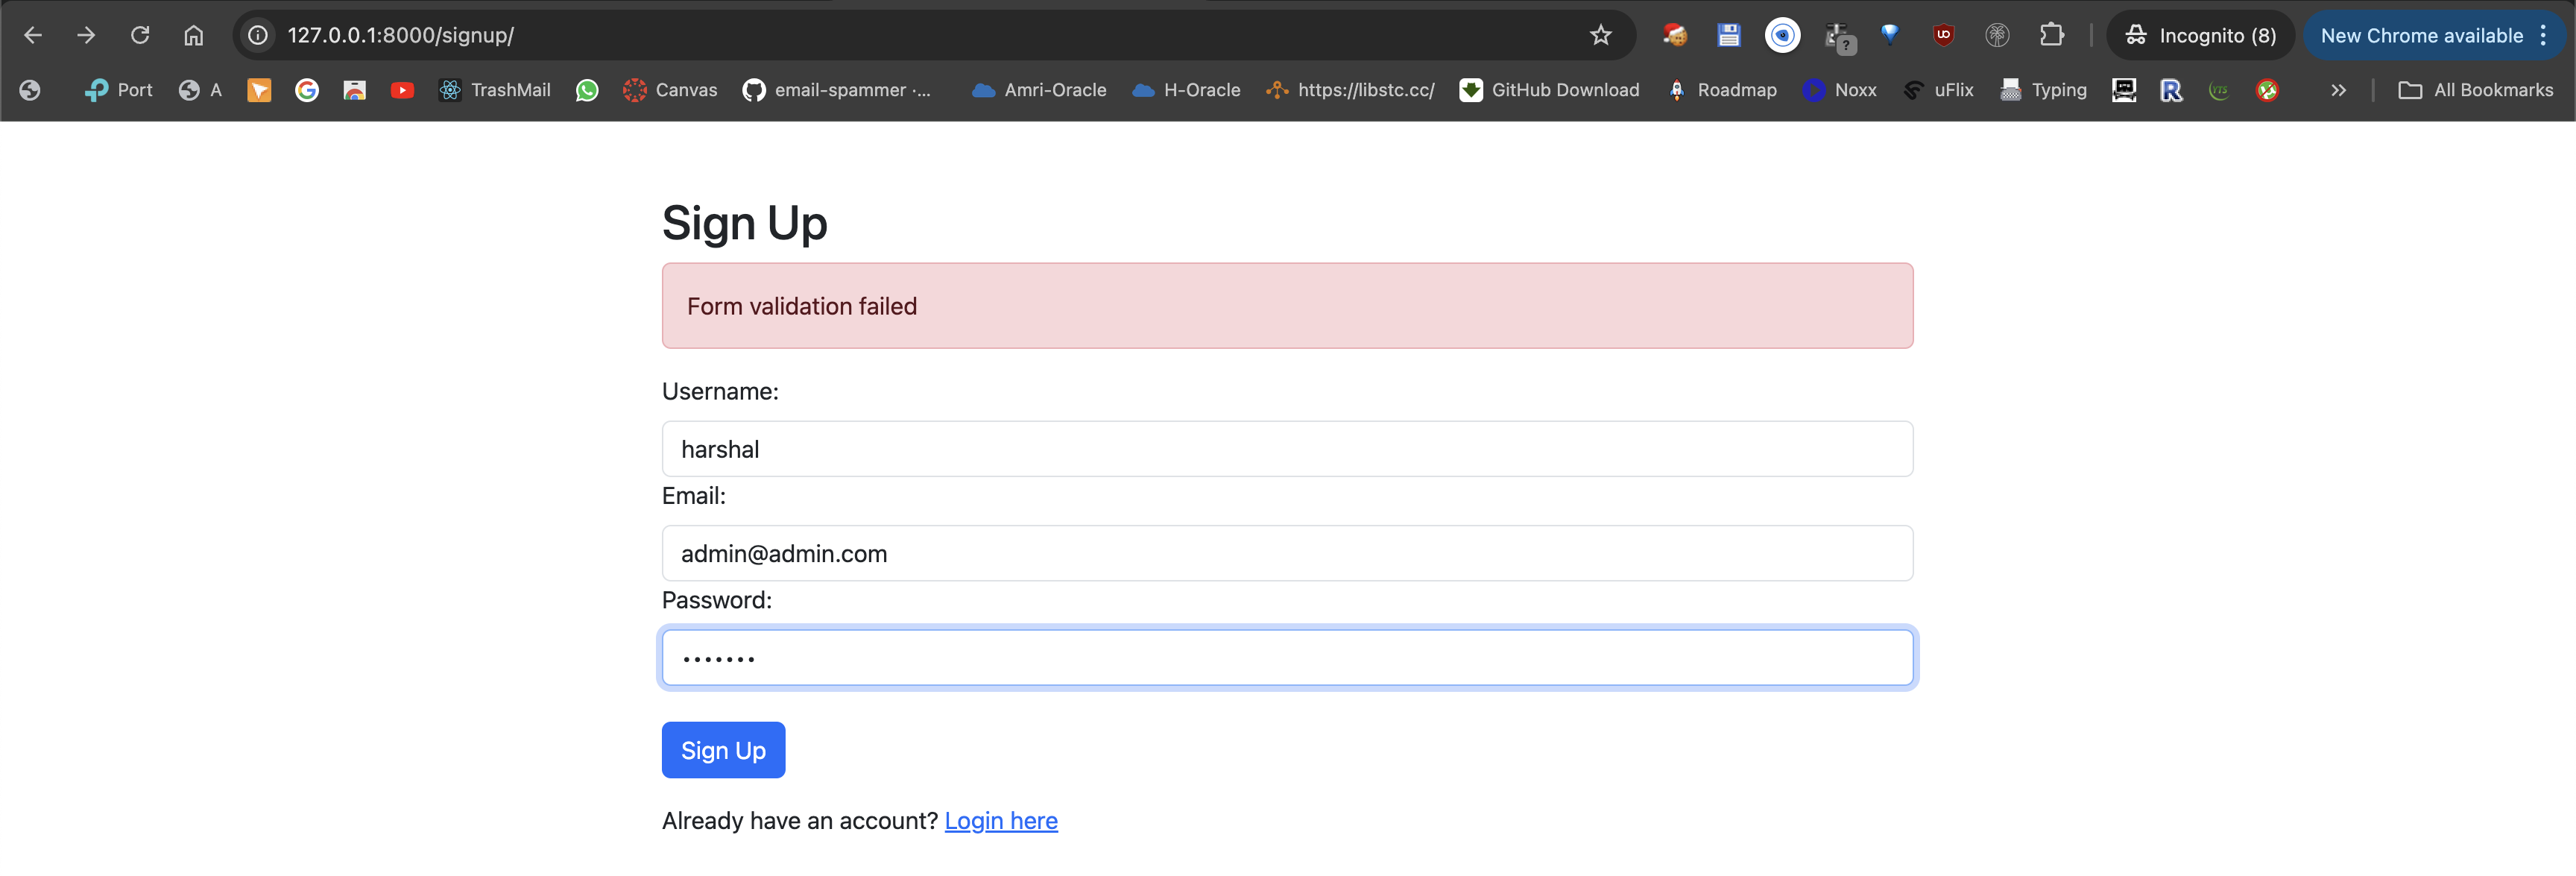 127.0.0.1:8000/signup/
?
Incognito (8)
New Chrome available
Port
A
TrashMail
Canvas
email-spammer ·...
Amri-Oracle
H-Oracle
https://libstc.cc/
GitHub Download
Roadmap
Noxx
uFlix
Typing
YTS
All Bookmarks
Sign Up
Form validation failed
Username:
harshal
Email:
admin@admin.com
Password:
•••••••
Sign Up
Already have an account? Login here